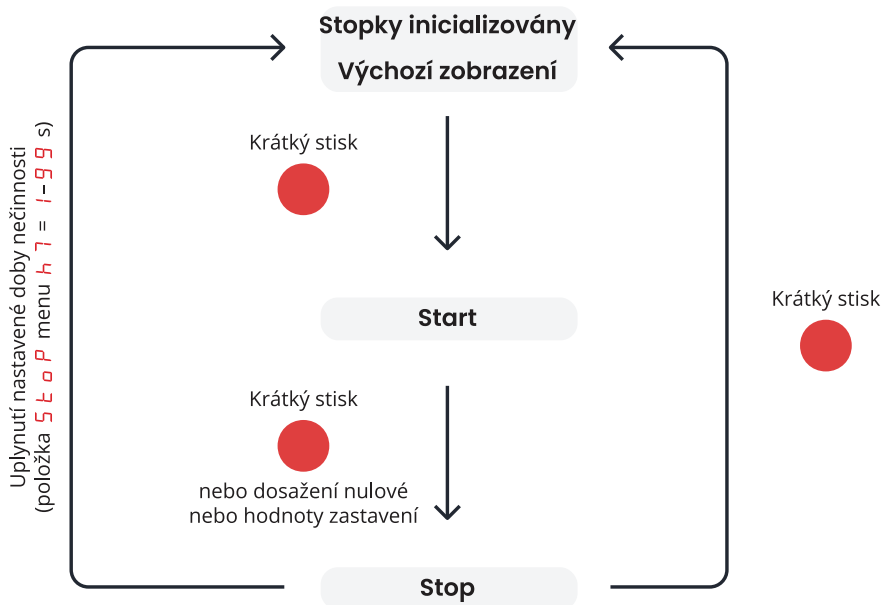 Stopky inicializovány
Výchozí zobrazení
Krátký stisk
Uplynutí nastavené doby nečinnosti
(položka StoP menu h7 = 1-99 s)
Start
Krátký stisk
Krátký stisk
nebo dosažení nulové
nebo hodnoty zastavení
Stop